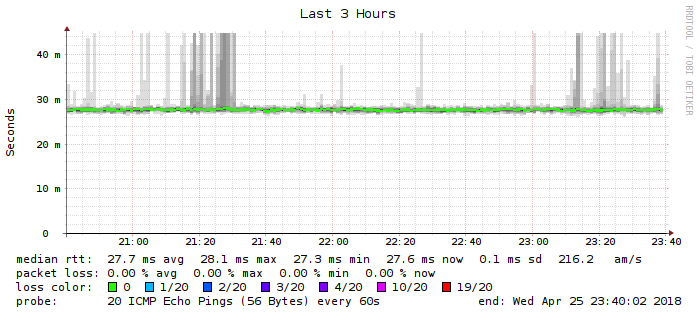 Last 3 Hours
RRDTOOL / TOBI OETIKER
Seconds
40 m
30 m
20 m
10 m
0
21:00 21:20 21:40 22:00 22:20 22:40 23:00 23:20 23:40
median rtt: 27.7 ms avg 28.1 ms max 27.3 ms min 27.6 ms now 0.1 ms sd 216.2 am/s
packet loss: 0.00 % avg 0.00 % max 0.00 % min 0.00 % now
loss color: 0 1/20 2/20 3/20 4/20 10/20 19/20
probe: 20 ICMP Echo Pings (56 Bytes) every 60s end: Wed Apr 25 23:40:02 2018